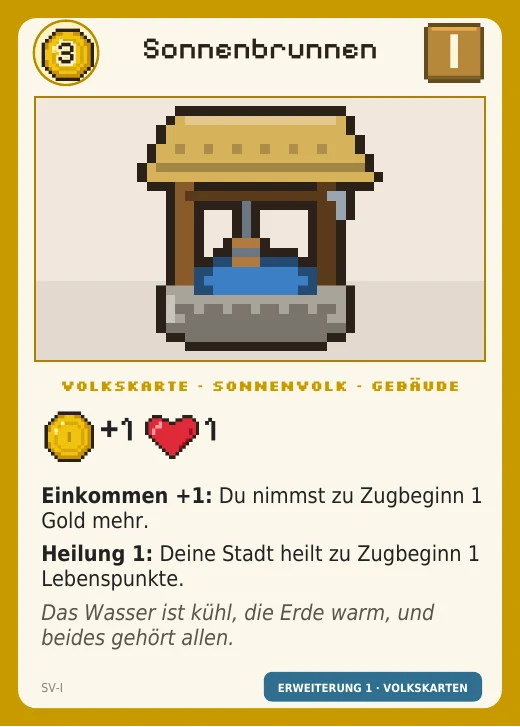 3
Sonnenbrunnen
I
VOLKSKARTE - SONNENVOLK - GEBÄUDE
+1 1
Einkommen +1: Du nimmst zu Zugbeginn 1
Gold mehr.
Heilung 1: Deine Stadt heilt zu Zugbeginn 1
Lebenspunkte.
Das Wasser ist kühl, die Erde warm, und
beides gehört allen.
SV-I
ERWEITERUNG 1 · VOLKSKARTEN